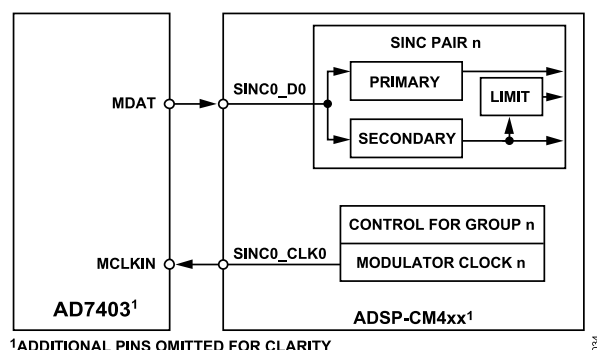 SINC PAIR n
PRIMARY
LIMIT
SECONDARY
MDAT
SINC0_D0
CONTROL FOR GROUP n
MODULATOR CLOCK n
MCLKIN
SINC0_CLK0
AD7403¹
ADSP-CM4xx¹
¹ADDITIONAL PINS OMITTED FOR CLARITY
034